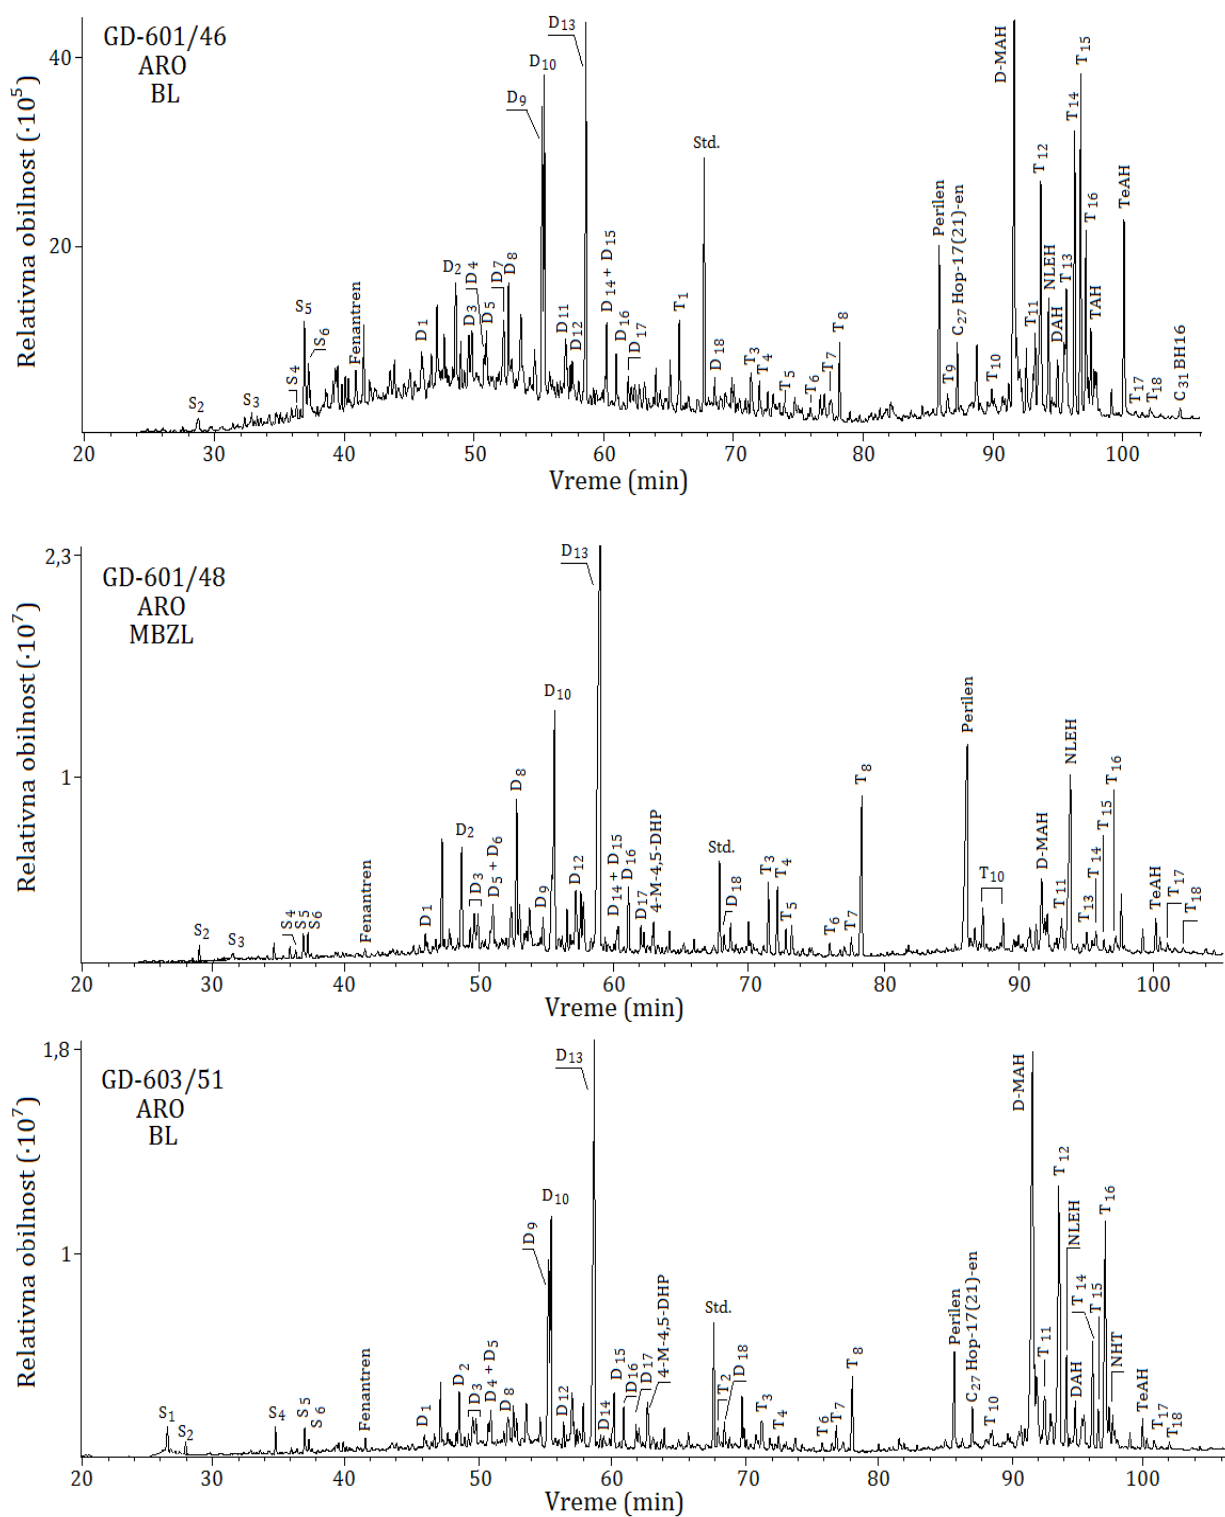 GD-601/46
ARO
BL
Relativna obilnost (·10⁵)
40
20
S₂
S₃
S₄
S₅
S₆
Fenantren
D₁
D₂
D₃
D₄
D₅
D₇
D₈
D₉
D₁₀
D₁₁
D₁₂
D₁₃
D₁₄ + D₁₅
D₁₆
D₁₇
T₁
Std.
D₁₈
T₃
T₄
T₅
T₆
T₇
T₈
Perilen
T₉
C₂₇ Hop-17(21)-en
T₁₀
D-MAH
T₁₁
T₁₂
NLEH
DAH
T₁₃
T₁₄
T₁₅
T₁₆
TAH
TeAH
T₁₇
T₁₈
C₃₁ BH16
20 30 40 50 60 70 80 90 100
Vreme (min)
GD-601/48
ARO
MBZL
Relativna obilnost (·10⁷)
2,3
1
S₂
S₃
S₄
S₅
S₆
Fenantren
D₁
D₂
D₃
D₅ + D₆
D₈
D₉
D₁₀
D₁₂
D₁₃
D₁₄ + D₁₅
D₁₆
D₁₇
4-M-4,5-DHP
Std.
D₁₈
T₃
T₄
T₅
T₆
T₇
T₈
Perilen
T₁₀
D-MAH
T₁₁
NLEH
T₁₃
T₁₄
T₁₅
T₁₆
TeAH
T₁₇
T₁₈
20 30 40 50 60 70 80 90 100
Vreme (min)
GD-603/51
ARO
BL
Relativna obilnost (·10⁷)
1,8
1
S₁
S₂
S₄
S₅
S₆
Fenantren
D₁
D₂
D₃
D₄ + D₅
D₈
D₉
D₁₀
D₁₂
D₁₃
D₁₄
D₁₅
D₁₆
D₁₇
4-M-4,5-DHP
Std.
T₂
D₁₈
T₃
T₄
T₆
T₇
T₈
Perilen
C₂₇ Hop-17(21)-en
T₁₀
D-MAH
T₁₁
T₁₂
NLEH
DAH
T₁₄
T₁₅
T₁₆
NHT
TeAH
T₁₇
T₁₈
20 30 40 50 60 70 80 90 100
Vreme (min)